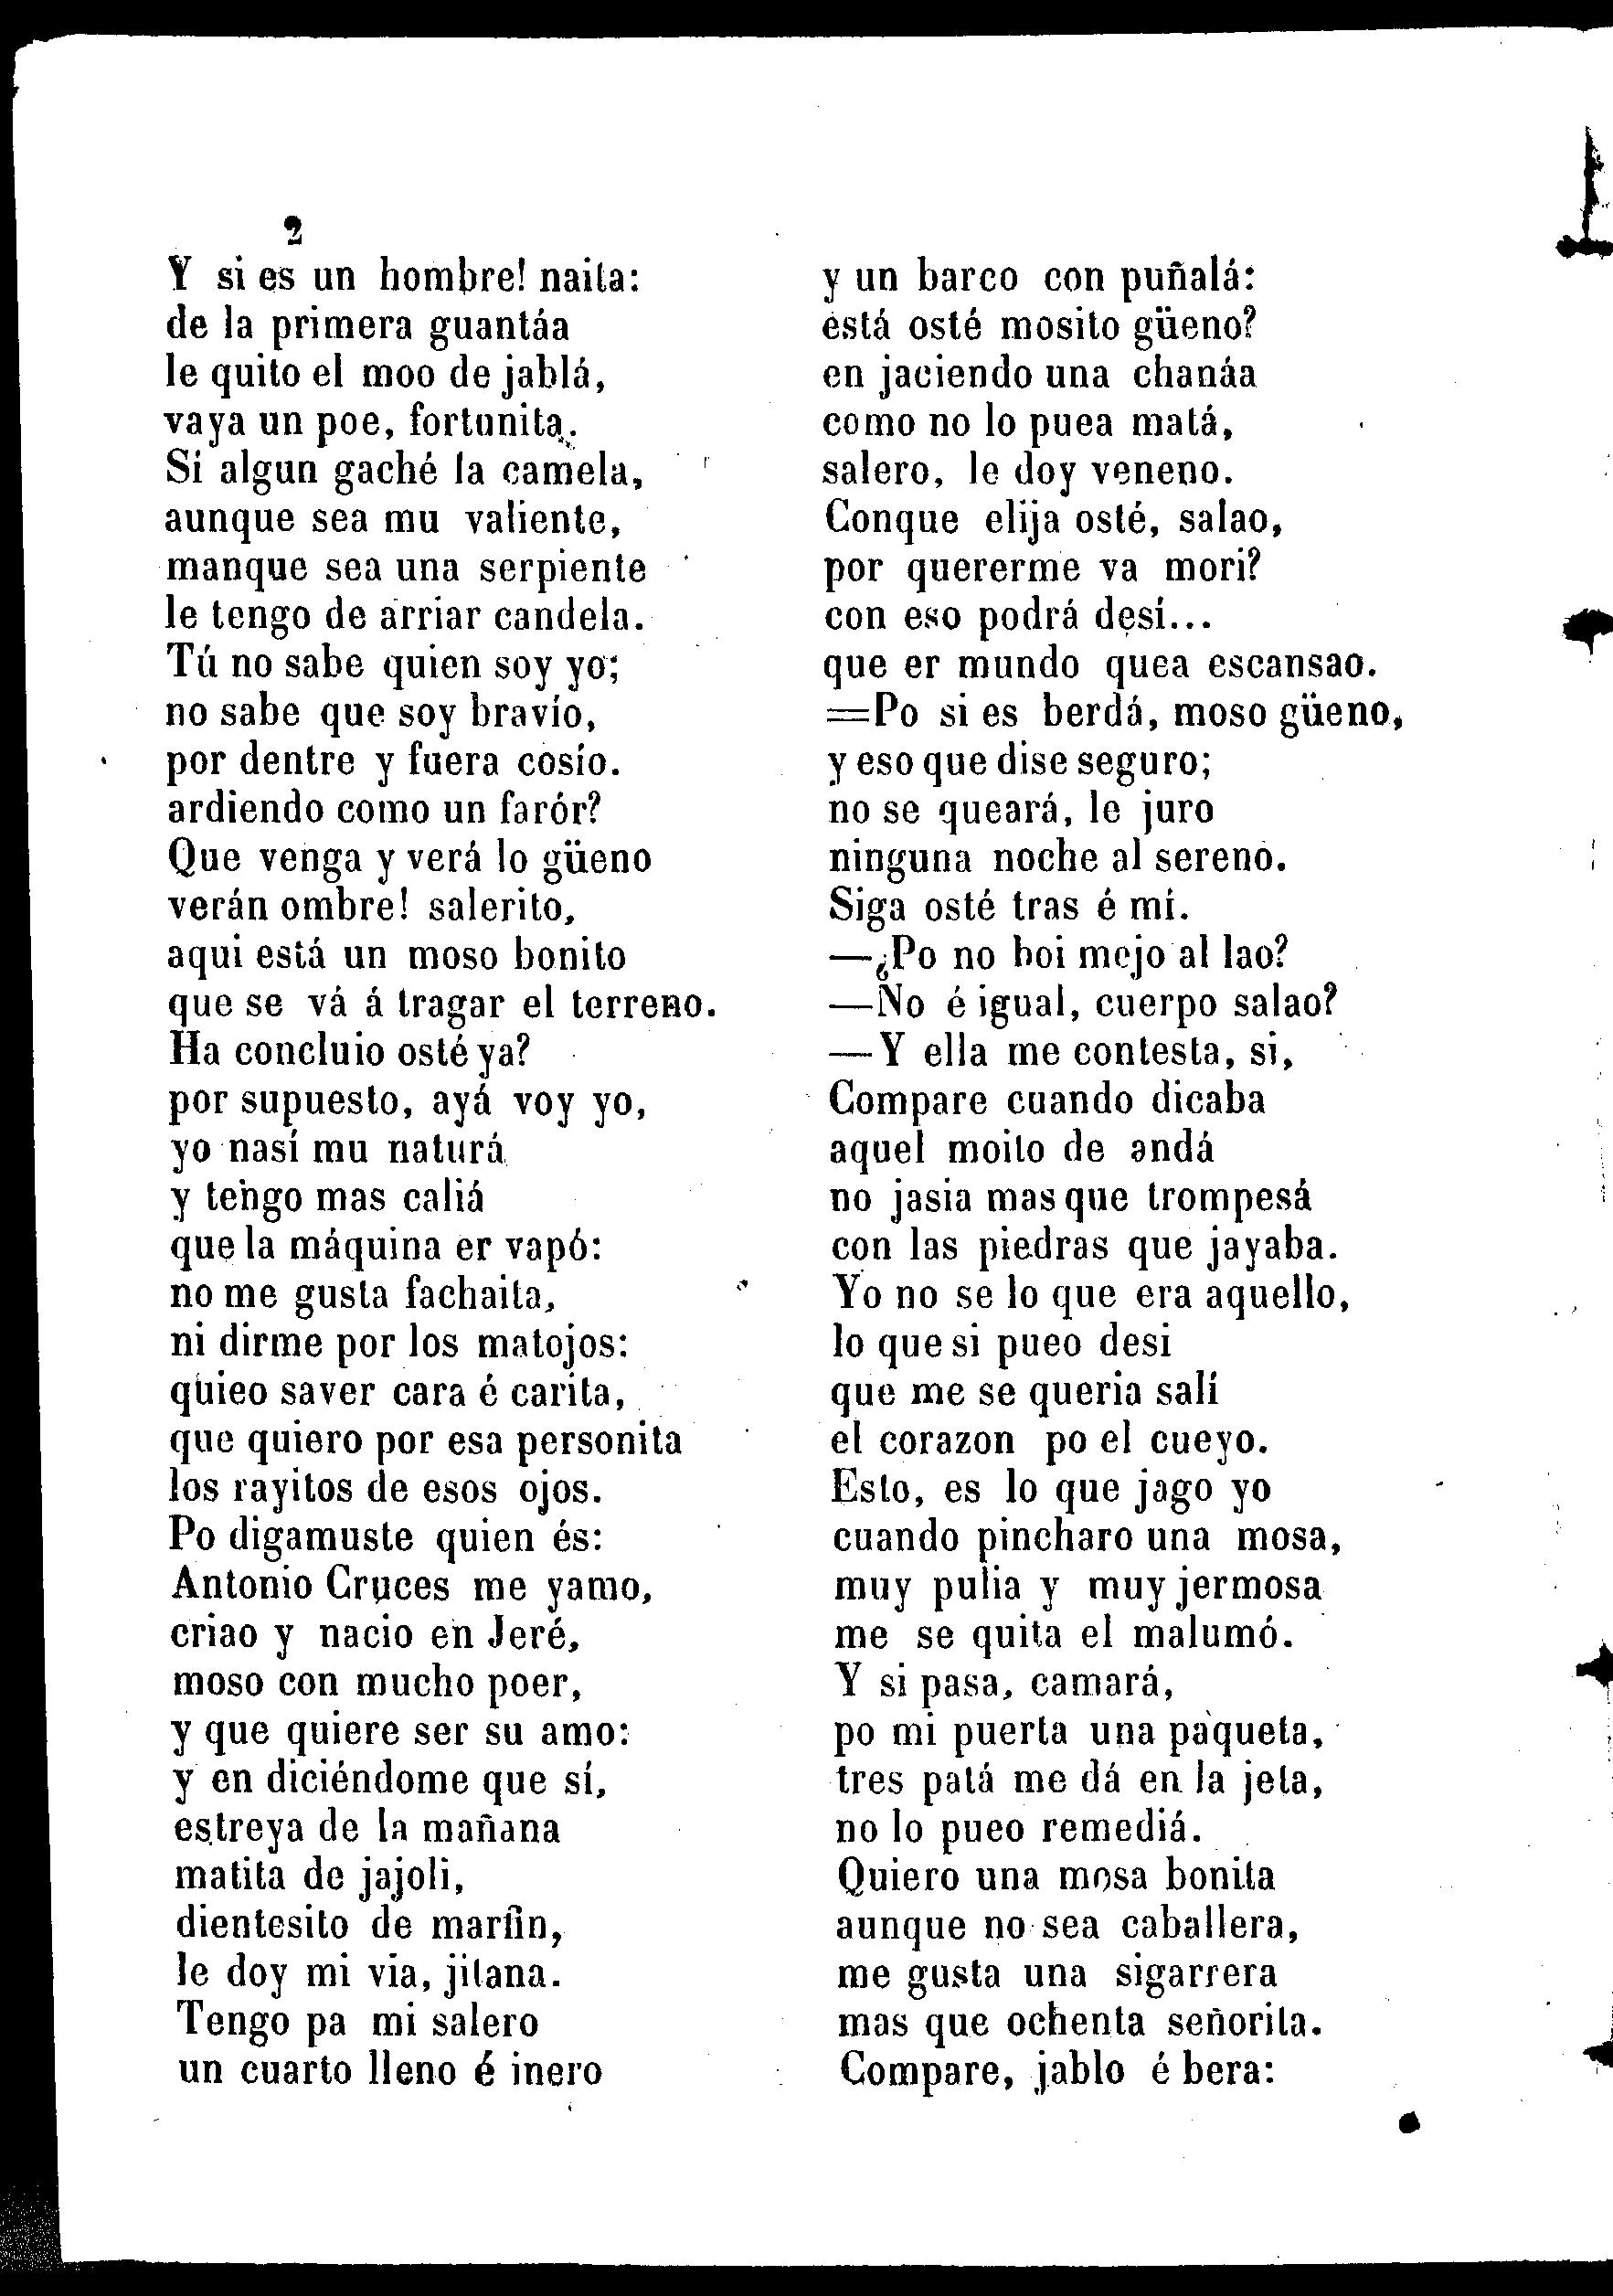 2
Y si es un hombre! naita:
de la primera guantáa
le quito el moo de jablá,
vaya un poe, fortunita.
Si algun gaché la camela,
aunque sea mu valiente,
manque sea una serpiente
le tengo de arriar candela.
Tú no sabe quien soy yo;
no sabe que soy bravío,
por dentre y fuera cosío.
ardiendo como un farór?
Que venga y verá lo güeno
verán ombre! salerito,
aqui está un moso bonito
que se vá á tragar el terreno.
Ha concluio osté ya?
por supuesto, ayá voy yo,
yo nasí mu naturá
y tengo mas caliá
que la máquina er vapó:
no me gusta fachaita,
ni dirme por los matojos:
quieo saver cara é carita,
que quiero por esa personita
los rayitos de esos ojos.
Po digamuste quien és:
Antonio Cruces me yamo,
criao y nacio en Jeré,
moso con mucho poer,
y que quiere ser su amo:
y en diciéndome que sí,
estreya de la mañana
matita de jajoli,
dientesito de marfin,
le doy mi via, jitana.
Tengo pa mi salero
un cuarto lleno é inero
y un barco con puñalá:
está osté mosito güeno?
en jaciendo una chanáa
como no lo puea matá,
salero, le doy veneno.
Conque elija osté, salao,
por quererme va mori?
con eso podrá desí...
que er mundo quea escansao.
=Po si es berdá, moso güeno,
y eso que dise seguro;
no se queará, le juro
ninguna noche al sereno.
Siga osté tras é mí.
—¿Po no boi mejo al lao?
—No é igual, cuerpo salao?
—Y ella me contesta, si,
Compare cuando dicaba
aquel moito de andá
no jasia mas que trompesá
con las piedras que jayaba.
Yo no se lo que era aquello,
lo que si pueo desi
que me se queria salí
el corazon po el cueyo.
Esto, es lo que jago yo
cuando pincharo una mosa,
muy pulia y muy jermosa
me se quita el malumó.
Y si pasa, camará,
po mi puerta una paqueta,
tres patá me dá en la jeta,
no lo pueo remediá.
Quiero una mosa bonita
aunque no sea caballera,
me gusta una sigarrera
mas que ochenta señorita.
Compare, jablo é bera: